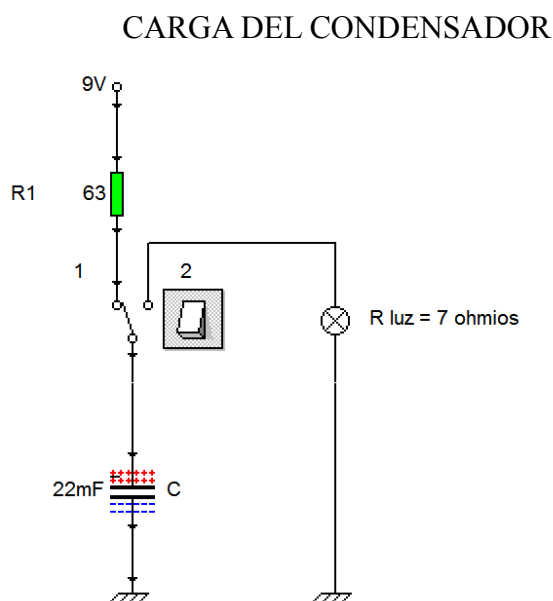 CARGA DEL CONDENSADOR
9V
R1 63
1 2
R luz = 7 ohmios
22mF C